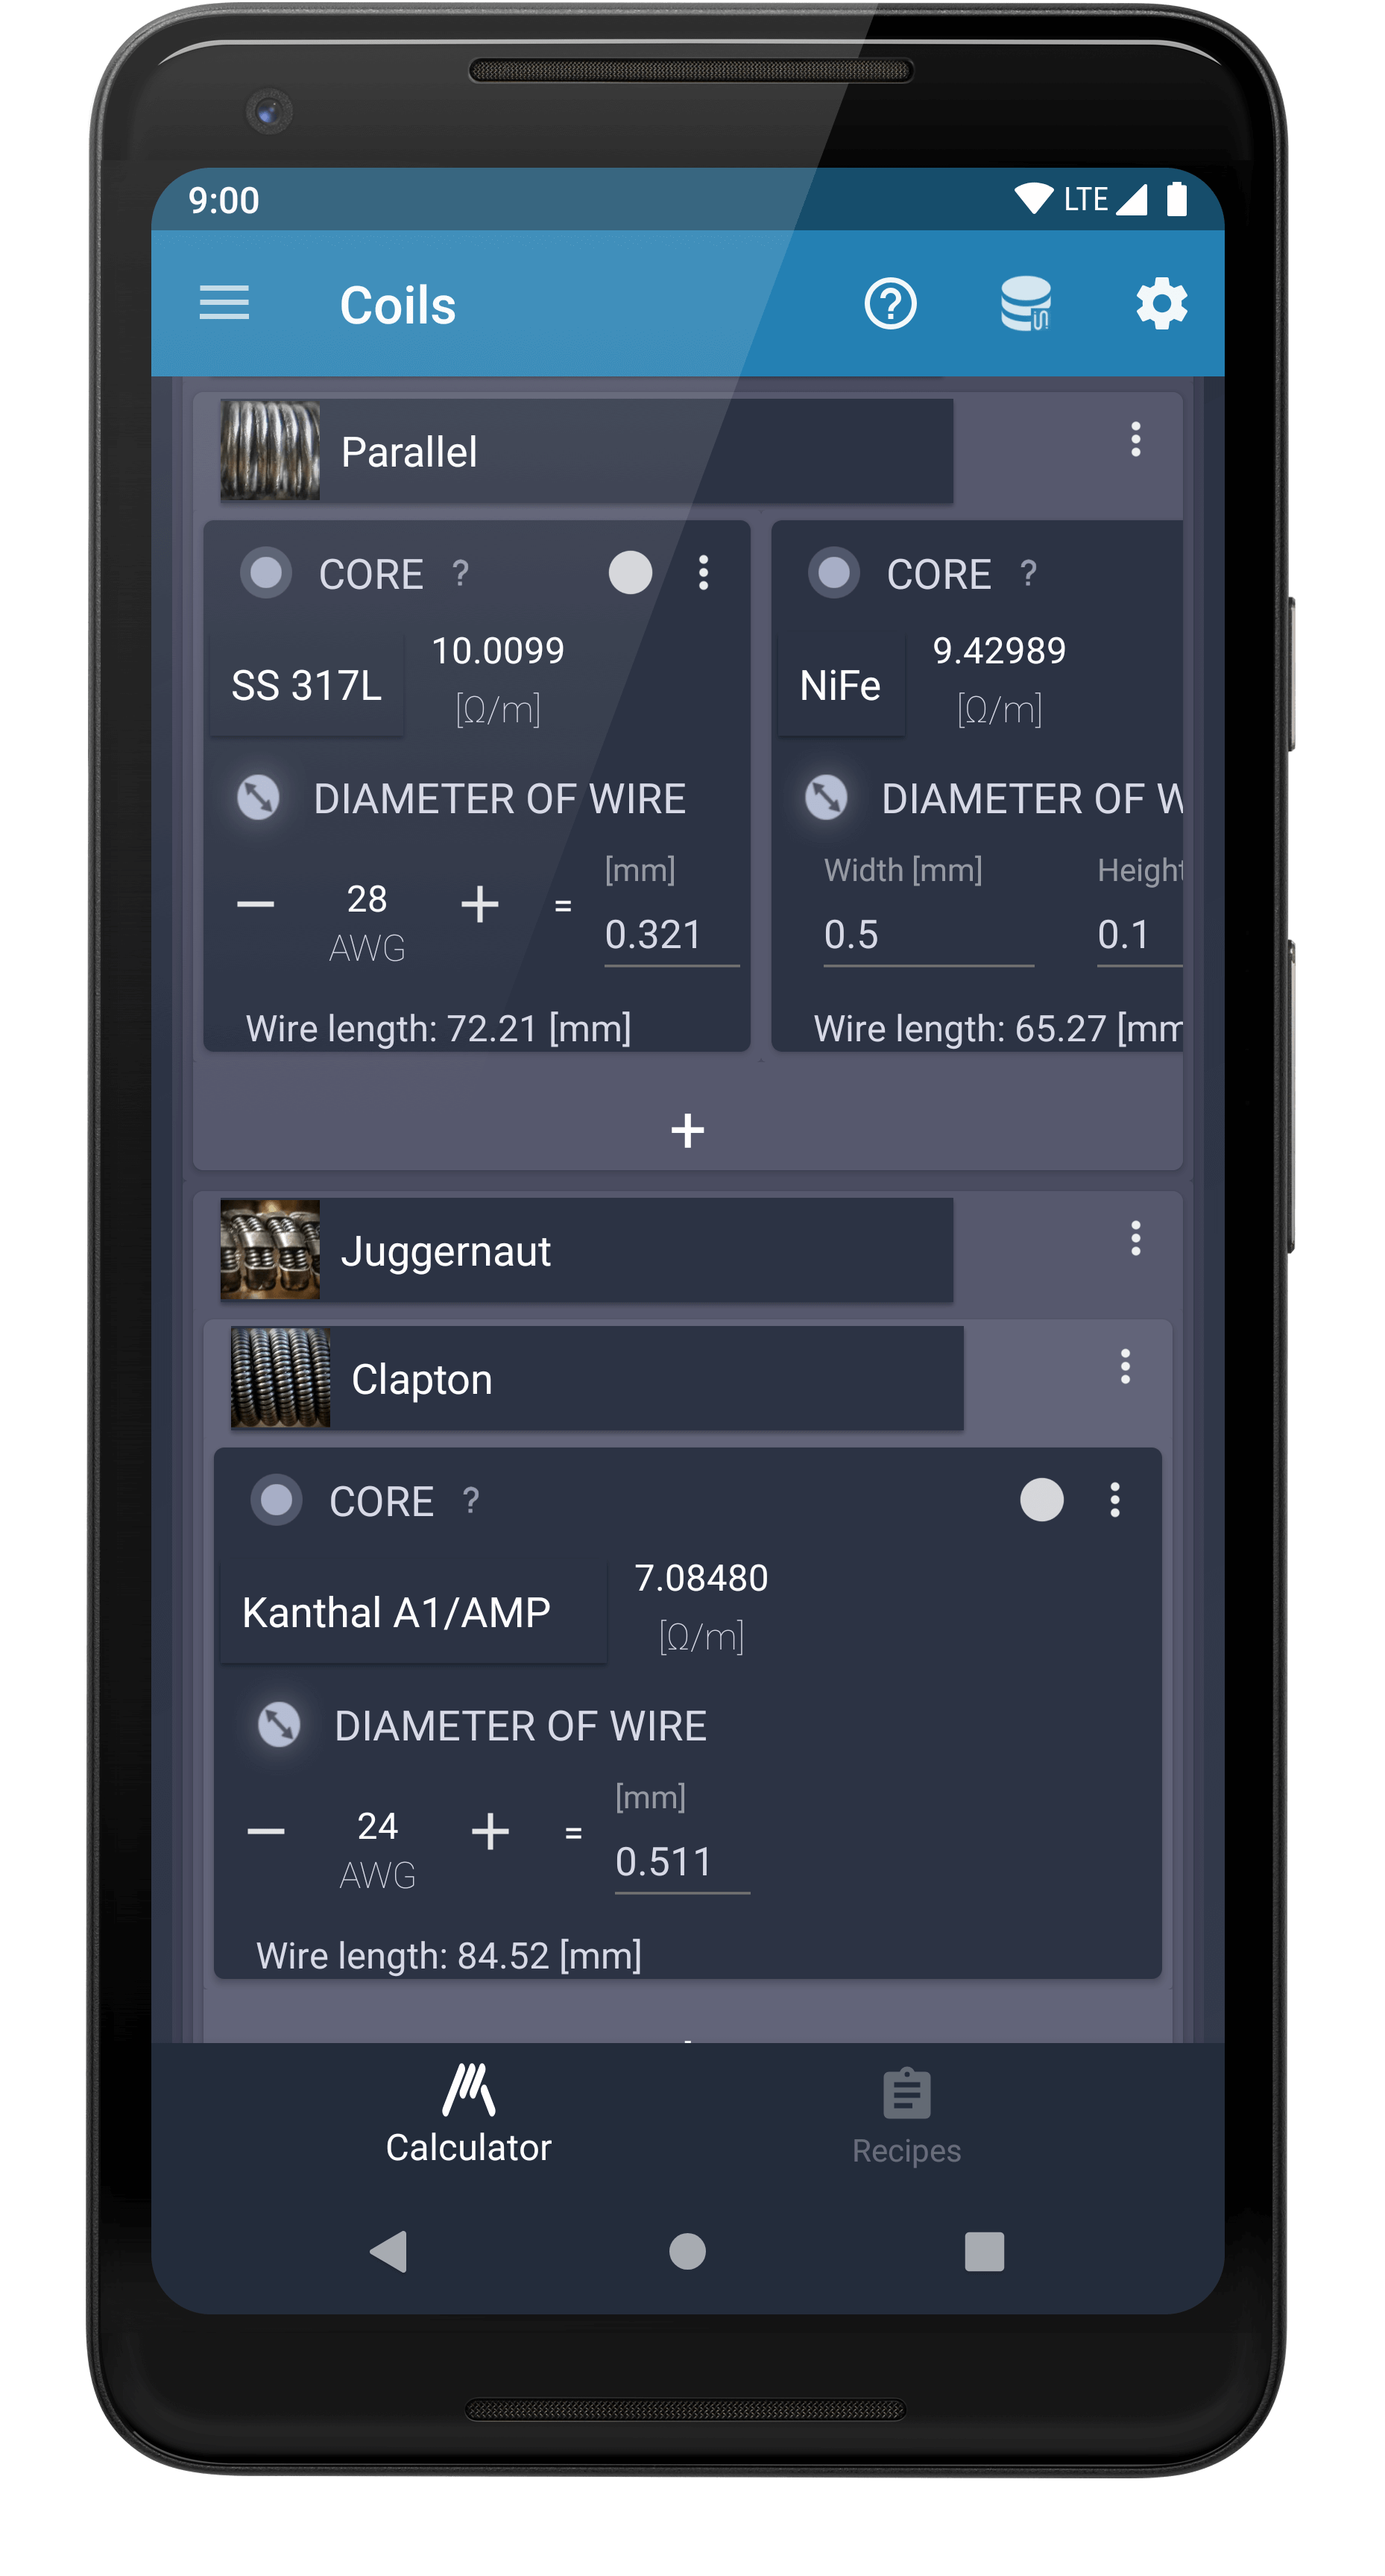 9:00 LTE
Coils
Parallel
CORE ? CORE ?
SS 317L 10.0099 [Ω/m] NiFe 9.42989 [Ω/m]
DIAMETER OF WIRE DIAMETER OF W
[mm] Width [mm] Height
− 28 + = 0.321 0.5 0.1
AWG
Wire length: 72.21 [mm] Wire length: 65.27 [mm
+
Juggernaut
Clapton
CORE ?
Kanthal A1/AMP 7.08480 [Ω/m]
DIAMETER OF WIRE
[mm]
− 24 + = 0.511
AWG
Wire length: 84.52 [mm]
Calculator Recipes